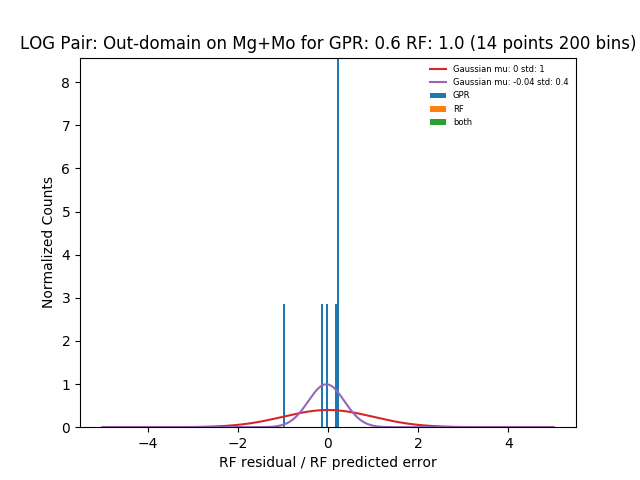 LOG Pair: Out-domain on Mg+Mo for GPR: 0.6 RF: 1.0 (14 points 200 bins)
Gaussian mu: 0 std: 1
Gaussian mu: -0.04 std: 0.4
GPR
RF
both
8
7
6
5
4
3
2
1
0
Normalized Counts
−4 −2 0 2 4
RF residual / RF predicted error